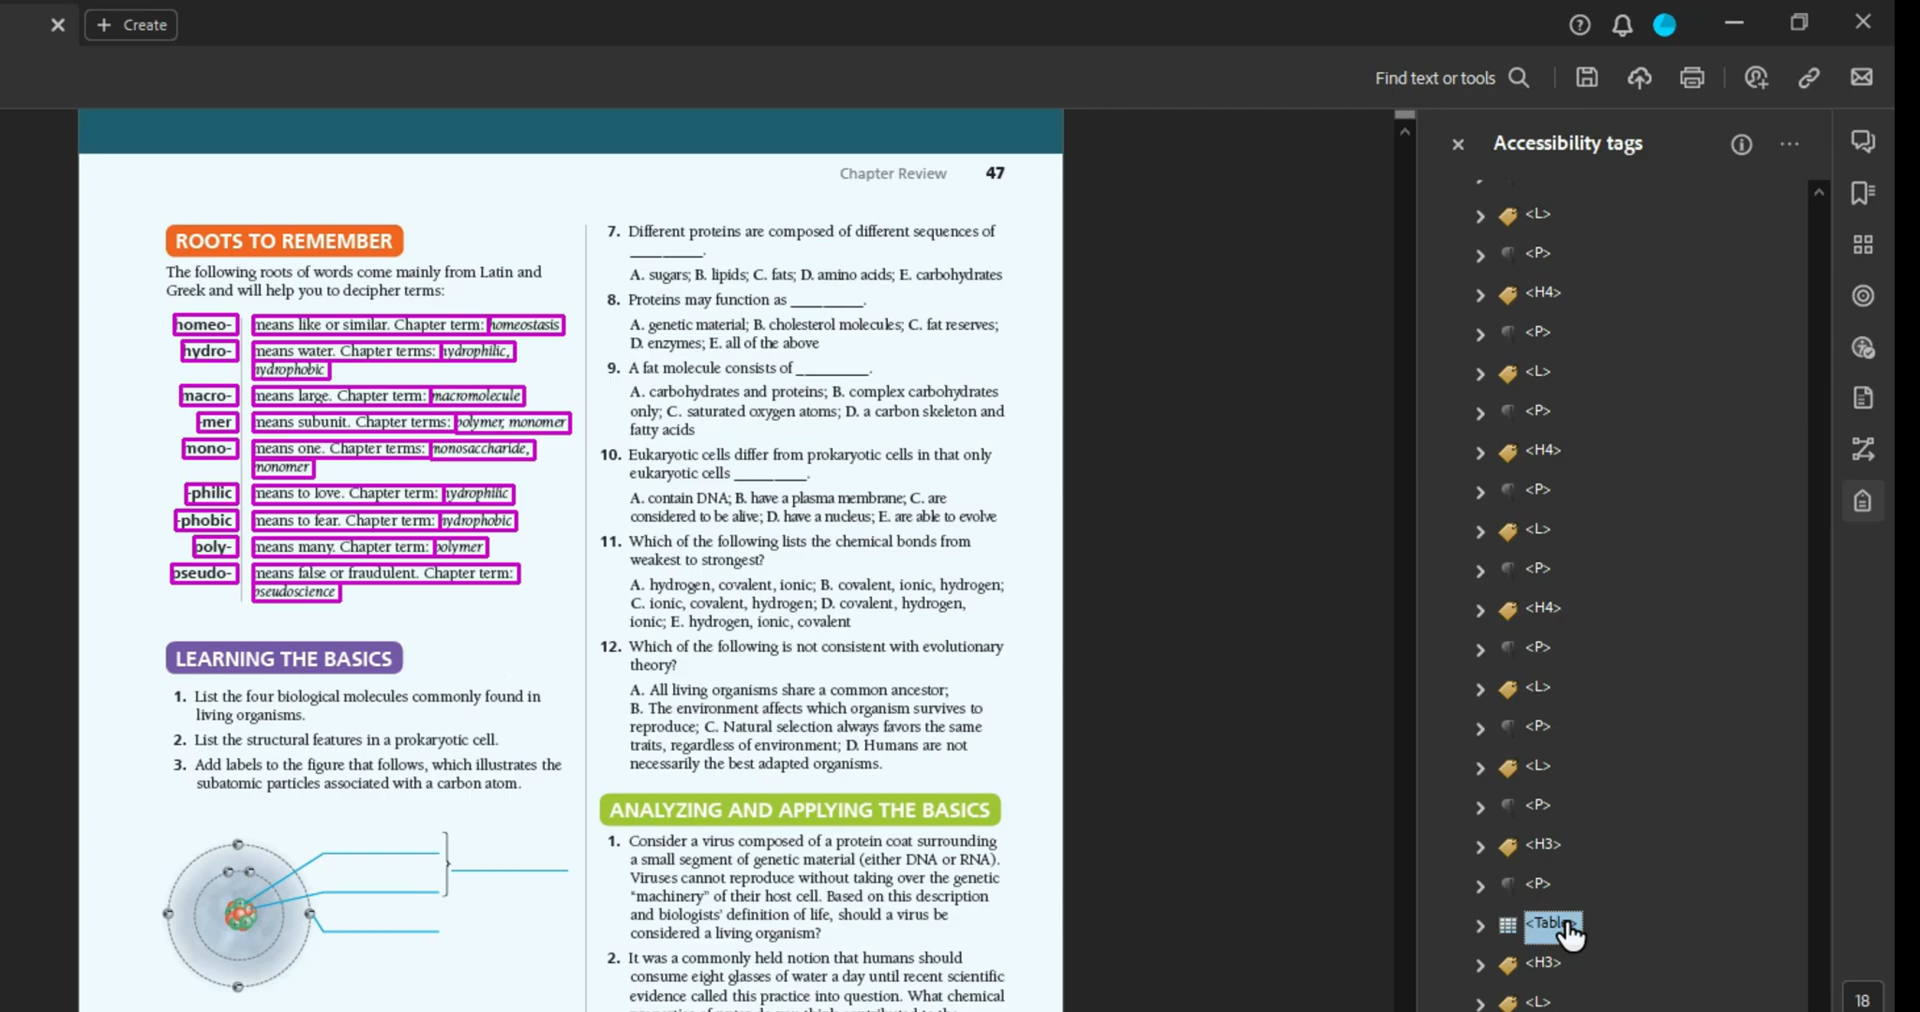 Create
Find text or tools
Chapter Review 47
ROOTS TO REMEMBER
The following roots of words come mainly from Latin and
Greek and will help you to decipher terms:
homeo- means like or similar. Chapter term: homeostasis
hydro- means water. Chapter terms: hydrophilic,
hydrophobic
macro- means large. Chapter term: macromolecule
-mer means subunit. Chapter terms: polymer, monomer
mono- means one. Chapter terms: monosaccharide,
monomer
-philic means to love. Chapter term: hydrophilic
-phobic means to fear. Chapter term: hydrophobic
poly- means many. Chapter term: polymer
pseudo- means false or fraudulent. Chapter term:
pseudoscience
LEARNING THE BASICS
1. List the four biological molecules commonly found in
living organisms.
2. List the structural features in a prokaryotic cell.
3. Add labels to the figure that follows, which illustrates the
subatomic particles associated with a carbon atom.
7. Different proteins are composed of different sequences of
__________.
A. sugars; B. lipids; C. fats; D. amino acids; E. carbohydrates
8. Proteins may function as __________.
A. genetic material; B. cholesterol molecules; C. fat reserves;
D. enzymes; E. all of the above
9. A fat molecule consists of __________.
A. carbohydrates and proteins; B. complex carbohydrates
only; C. saturated oxygen atoms; D. a carbon skeleton and
fatty acids
10. Eukaryotic cells differ from prokaryotic cells in that only
eukaryotic cells __________.
A. contain DNA; B. have a plasma membrane; C. are
considered to be alive; D. have a nucleus; E. are able to evolve
11. Which of the following lists the chemical bonds from
weakest to strongest?
A. hydrogen, covalent, ionic; B. covalent, ionic, hydrogen;
C. ionic, covalent, hydrogen; D. covalent, hydrogen,
ionic; E. hydrogen, ionic, covalent
12. Which of the following is not consistent with evolutionary
theory?
A. All living organisms share a common ancestor;
B. The environment affects which organism survives to
reproduce; C. Natural selection always favors the same
traits, regardless of environment; D. Humans are not
necessarily the best adapted organisms.
ANALYZING AND APPLYING THE BASICS
1. Consider a virus composed of a protein coat surrounding
a small segment of genetic material (either DNA or RNA).
Viruses cannot reproduce without taking over the genetic
"machinery" of their host cell. Based on this description
and biologists' definition of life, should a virus be
considered a living organism?
2. It was a commonly held notion that humans should
consume eight glasses of water a day until recent scientific
evidence called this practice into question. What chemical
Accessibility tags
<L>
<P>
<H4>
<P>
<L>
<P>
<H4>
<P>
<L>
<P>
<H4>
<P>
<L>
<P>
<L>
<P>
<H3>
<P>
<Table>
<H3>
<L>
18